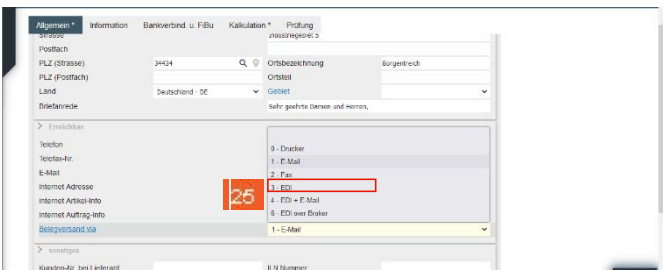 Allgemein * Information Bankverbind. u. FiBu Kalkulation * Prüfung
Strasse Industriegebiet 5
Postfach
PLZ (Strasse) 34434 Ortsbezeichnung Borgentreich
PLZ (Postfach) Ortsteil
Land Deutschland - DE Gebiet
Briefanrede Sehr geehrte Damen und Herren,
> Erreichbar
Telefon
0 - Drucker
Telefax-Nr.
1 - E-Mail
E-Mail
2 - Fax
Internet Adresse
3 - EDI
25
Internet Artikel-Info
4 - EDI + E-Mail
Internet Auftrag-Info
5 - EDI over Broker
Belegversand via 1 - E-Mail
> sonstiges
Kunden-Nr. bei Lieferant ILN Nummer